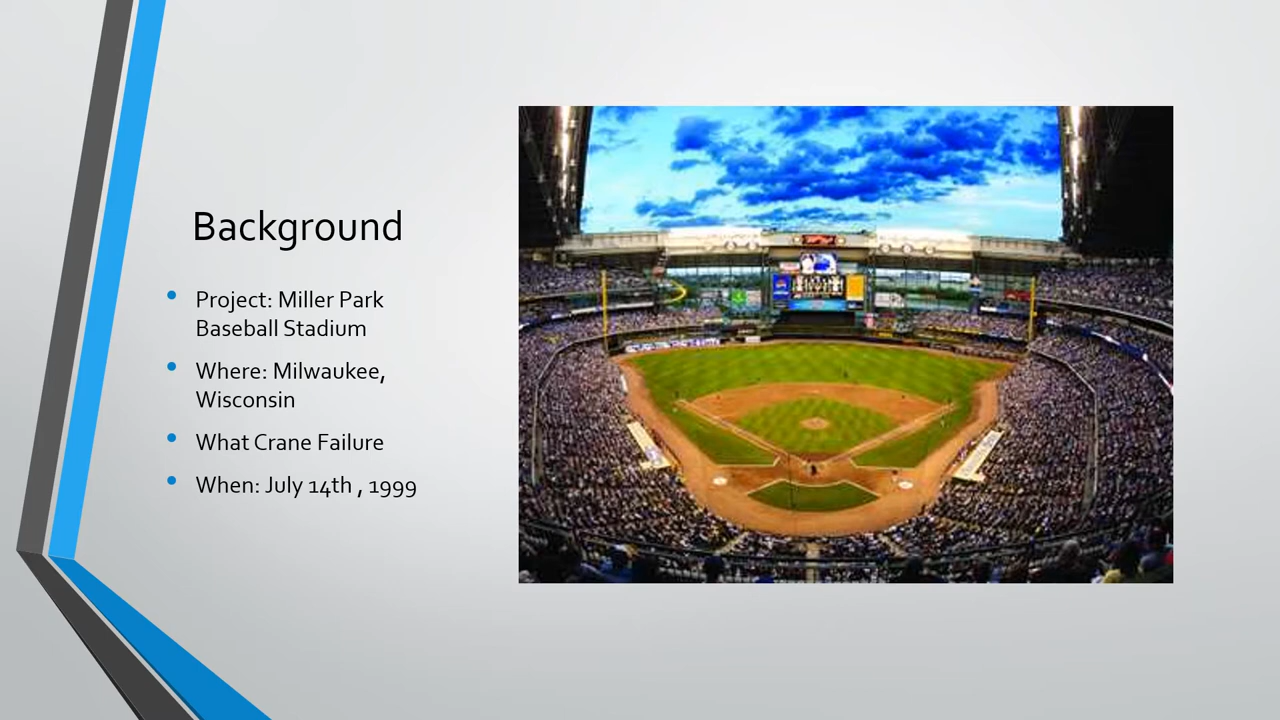 Background
Project: Miller Park
Baseball Stadium
Where: Milwaukee,
Wisconsin
What Crane Failure
When: July 14th , 1999